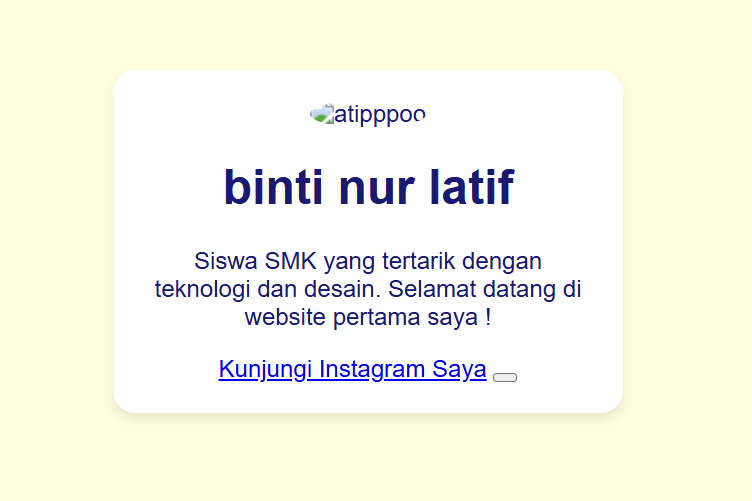 atipppoo
binti nur latif
Siswa SMK yang tertarik dengan
teknologi dan desain. Selamat datang di
website pertama saya !
Kunjungi Instagram Saya